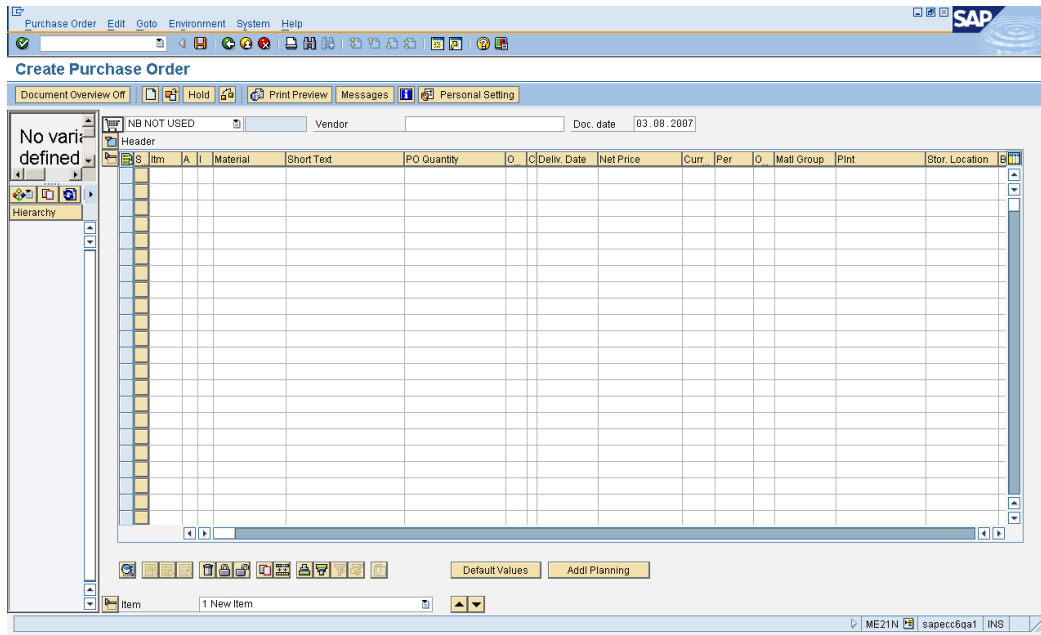 Purchase Order Edit Goto Environment System Help
SAP
Create Purchase Order
Document Overview Off Hold Print Preview Messages Personal Setting
No varia
defined
NB NOT USED Vendor Doc. date 03.08.2007
Header
S Itm A I Material Short Text PO Quantity O... C Deliv. Date Net Price Curr... Per O... Matl Group Plnt Stor. Location B
Hierarchy
Default Values Addl Planning
Item 1 New Item
ME21N sapecc6qa1 INS